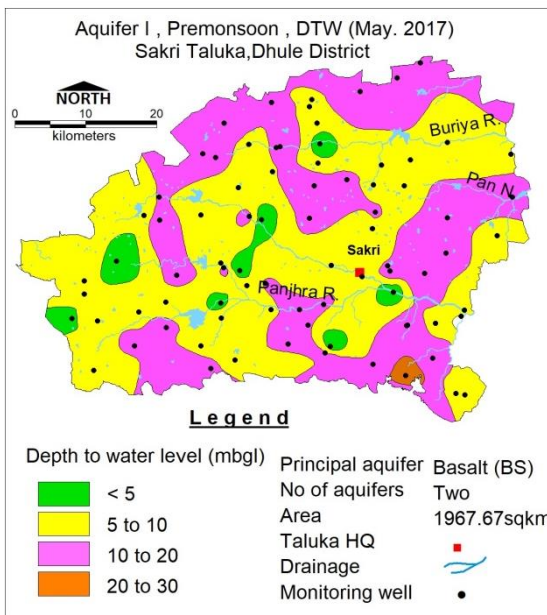 Aquifer I , Premonsoon , DTW (May. 2017)
Sakri Taluka,Dhule District
NORTH
0 10 20
kilometers
Buriya R.
Pan N.
Sakri
Panjhra R.
Legend
Depth to water level (mbgl)
< 5
5 to 10
10 to 20
20 to 30
Principal aquifer Basalt (BS)
No of aquifers Two
Area 1967.67sqkm
Taluka HQ
Drainage
Monitoring well